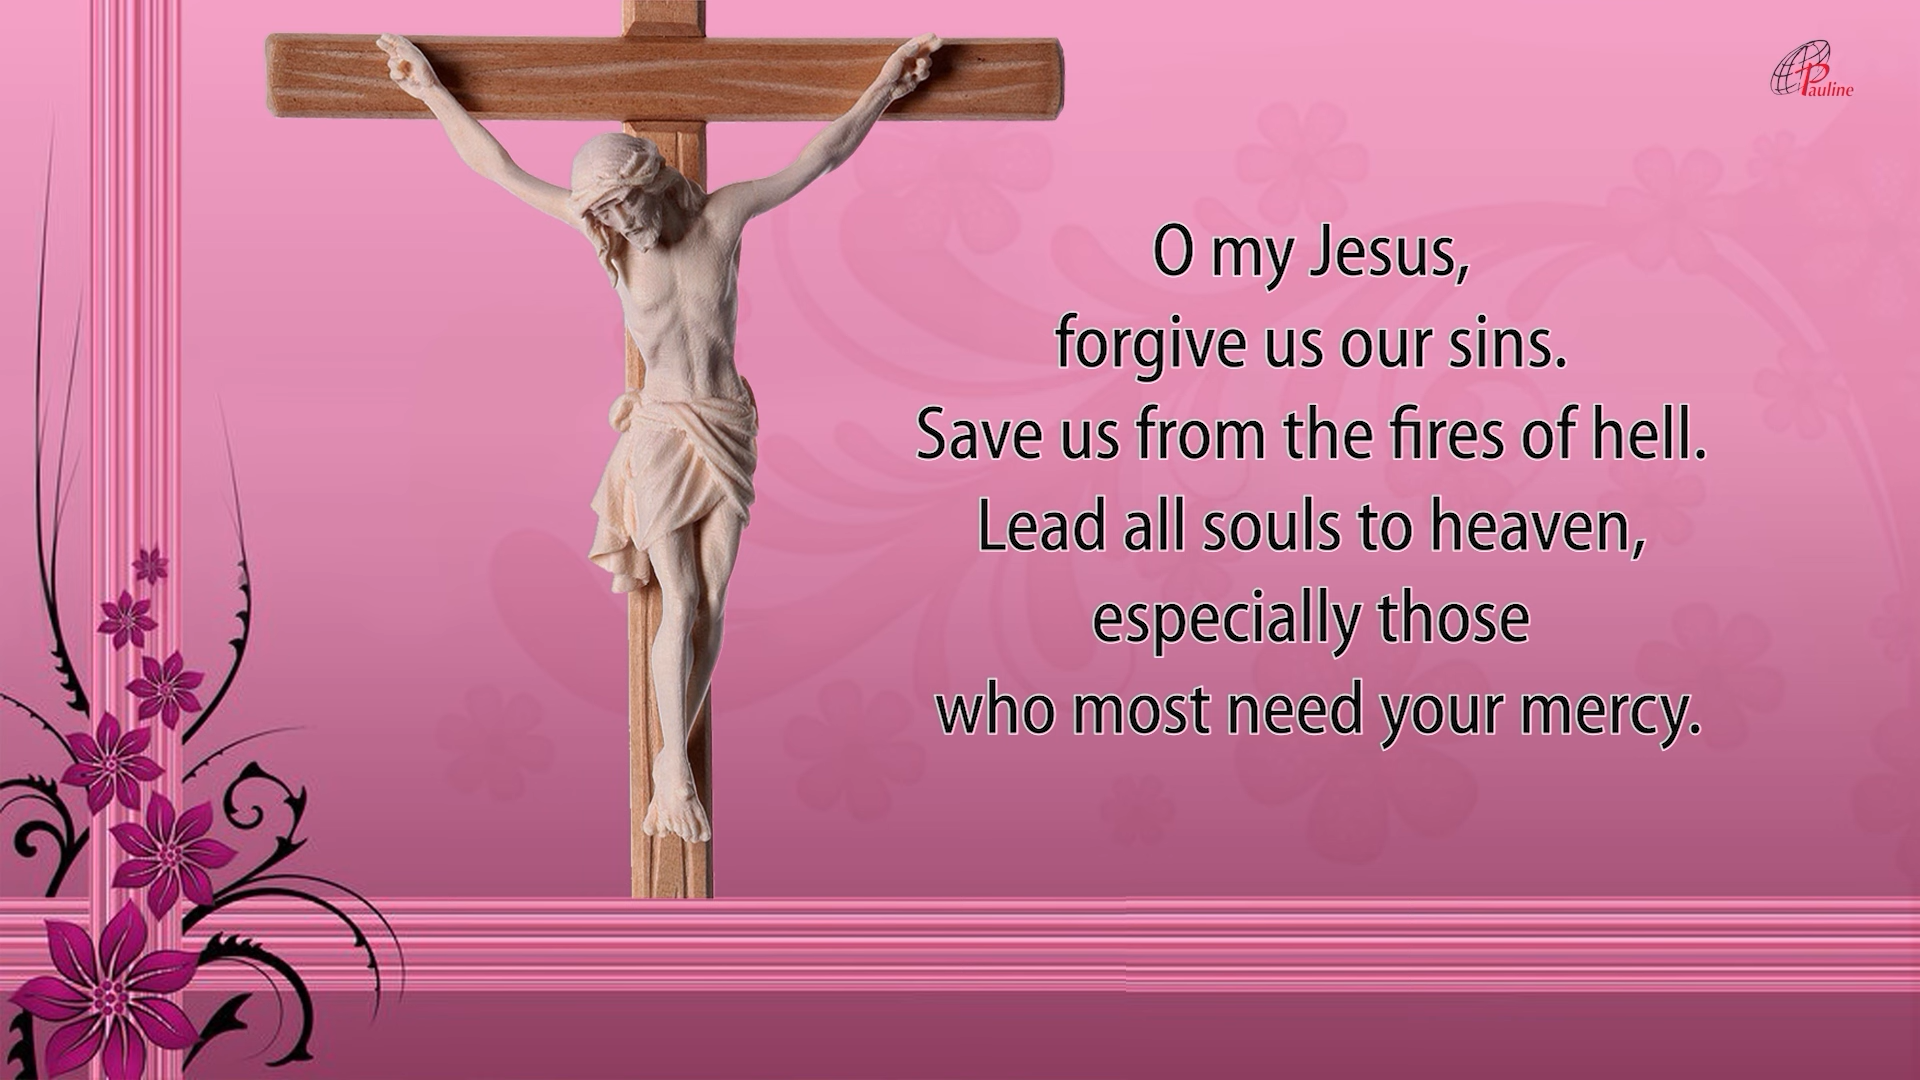 Pauline
O my Jesus,
forgive us our sins.
Save us from the fires of hell.
Lead all souls to heaven,
especially those
who most need your mercy.